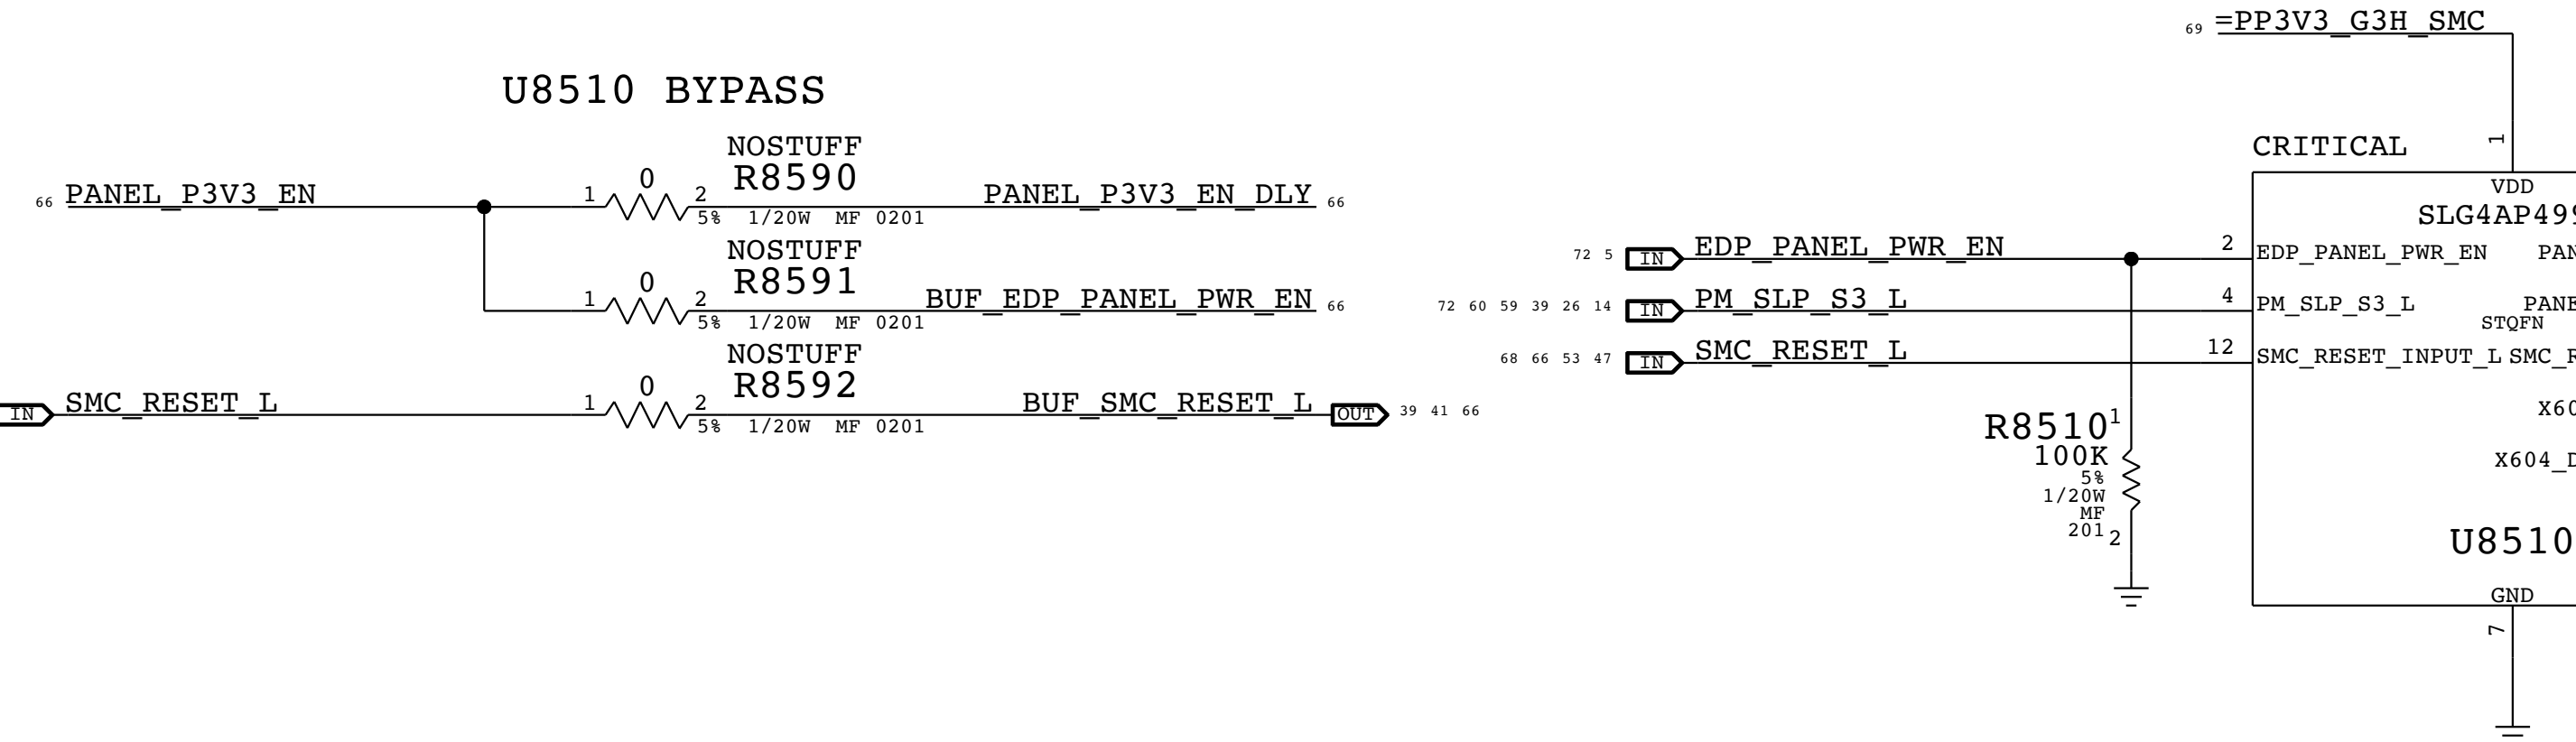 69 =PP3V3_G3H_SMC
U8510 BYPASS
NOSTUFF
R8590
66 PANEL_P3V3_EN
1 0 2
5% 1/20W MF 0201
PANEL_P3V3_EN_DLY 66
NOSTUFF
R8591
1 0 2
5% 1/20W MF 0201
BUF_EDP_PANEL_PWR_EN 66
NOSTUFF
R8592
IN SMC_RESET_L
1 0 2
5% 1/20W MF 0201
BUF_SMC_RESET_L OUT 39 41 66
CRITICAL
1
VDD
SLG4AP499
72 5 IN EDP_PANEL_PWR_EN 2 EDP_PANEL_PWR_EN PAN
72 60 59 39 26 14 IN PM_SLP_S3_L 4 PM_SLP_S3_L PANE
STQFN
68 66 53 47 IN SMC_RESET_L 12 SMC_RESET_INPUT_L SMC_R
X60
X604_D
R8510 1
100K
5%
1/20W
MF
201 2
U8510
GND
7